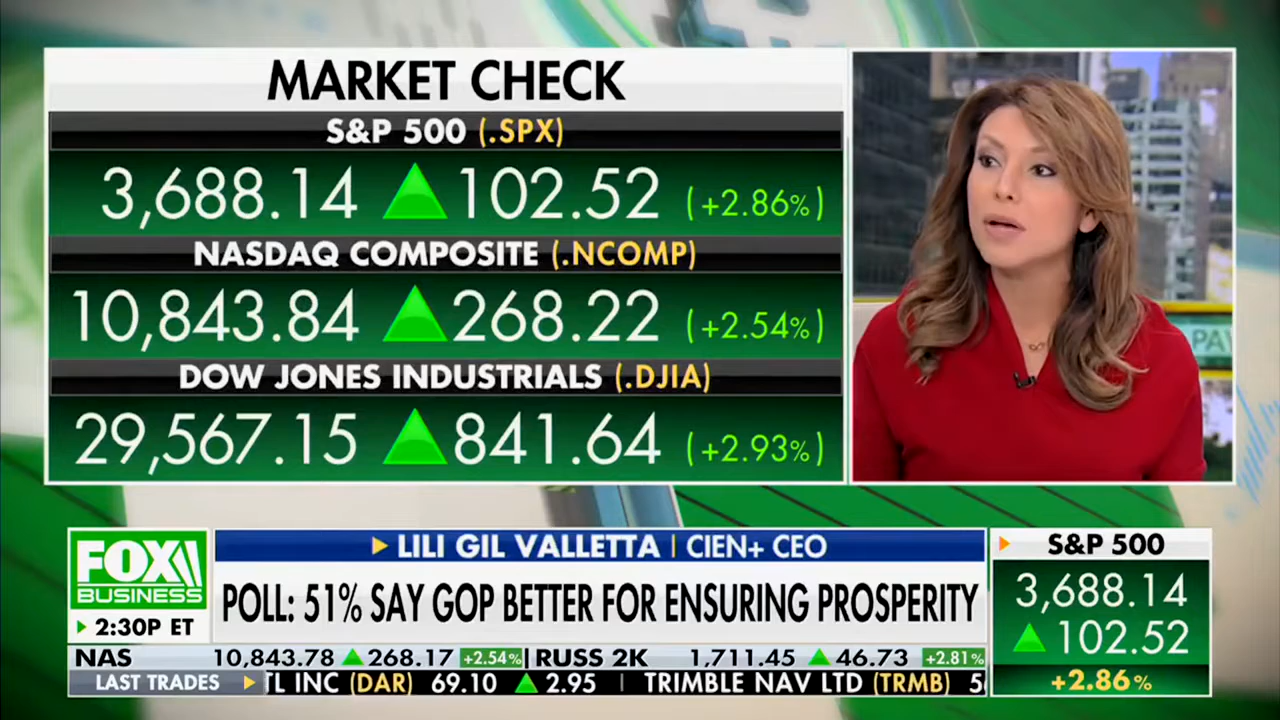 MARKET CHECK
S&P 500 (.SPX)
3,688.14 ▲ 102.52 (+2.86%)
NASDAQ COMPOSITE (.NCOMP)
10,843.84 ▲ 268.22 (+2.54%)
DOW JONES INDUSTRIALS (.DJIA)
29,567.15 ▲ 841.64 (+2.93%)
PAY
FOX
BUSINESS
2:30P ET
LILI GIL VALLETTA | CIEN+ CEO
POLL: 51% SAY GOP BETTER FOR ENSURING PROSPERITY
S&P 500
3,688.14
▲ 102.52
+2.86%
NAS 10,843.78 ▲ 268.17 +2.54% | RUSS 2K 1,711.45 ▲ 46.73 +2.81%
LAST TRADES TL INC (DAR) 69.10 ▲ 2.95 | TRIMBLE NAV LTD (TRMB)